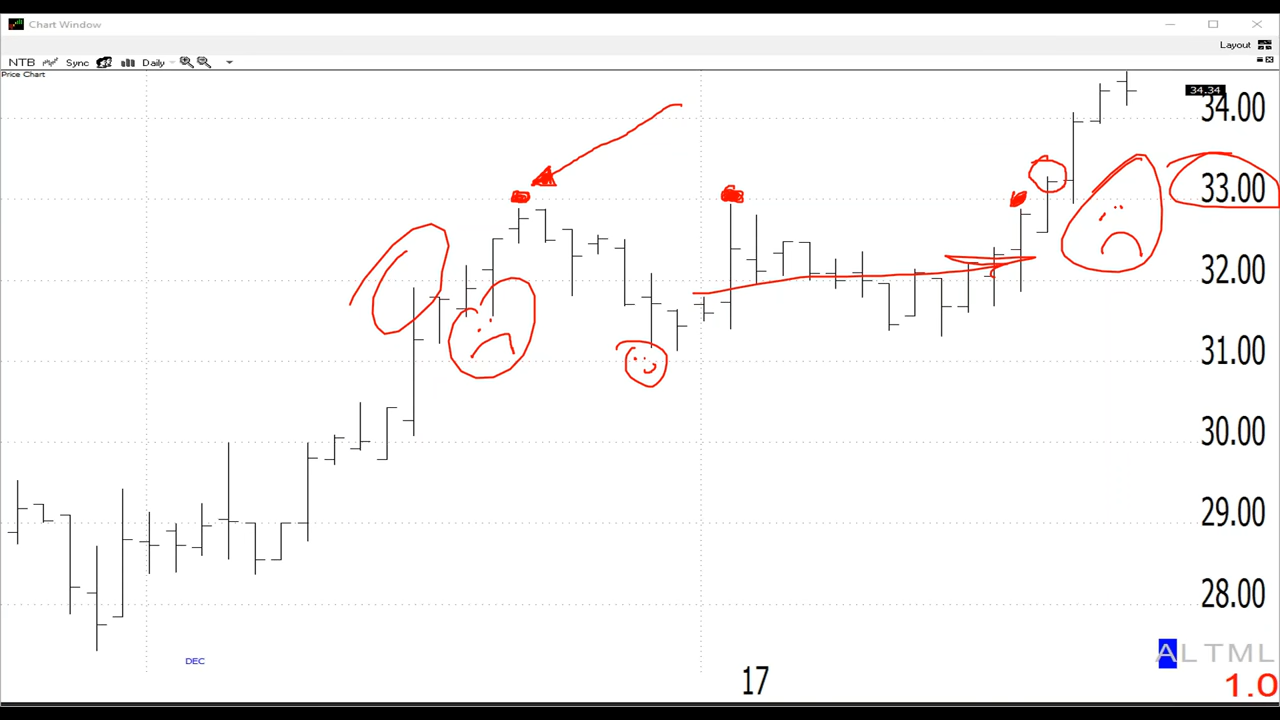 Chart Window
Layout
NTB Sync Daily
Price Chart
34.34
34.00
33.00
32.00
31.00
30.00
29.00
28.00
DEC
17
A L T M L
1.0